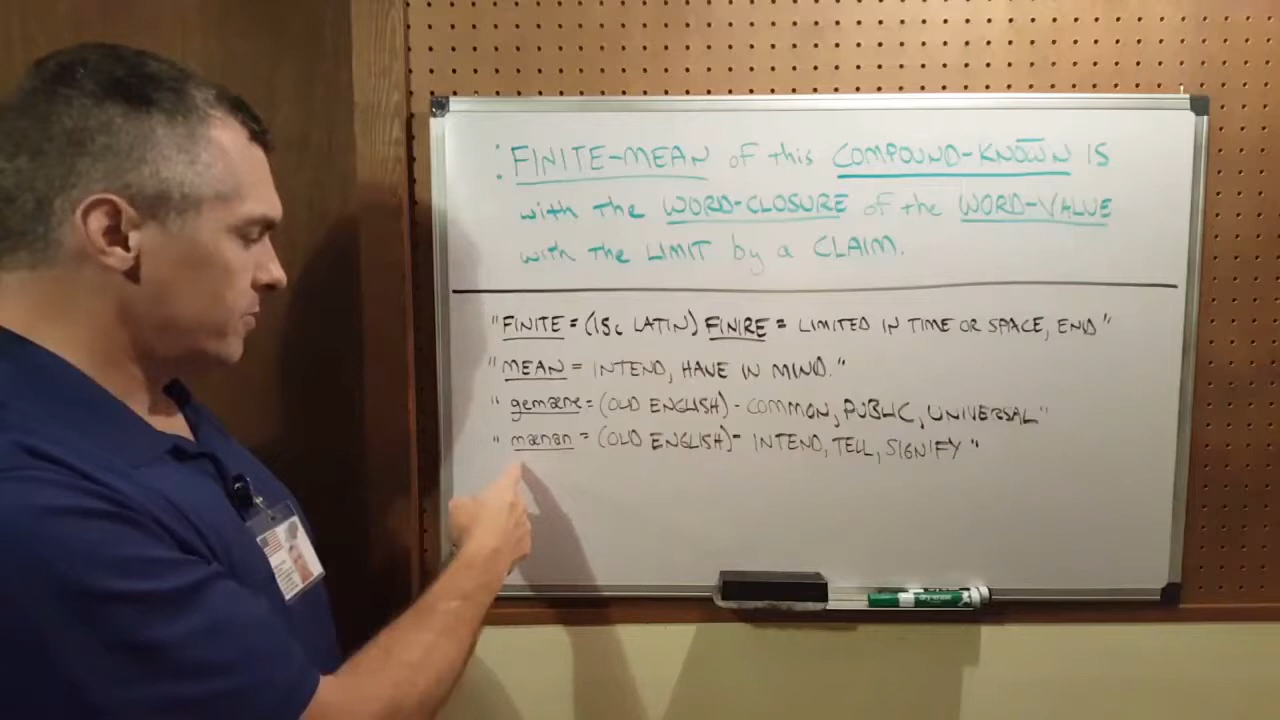 : FINITE-MEAN of this COMPOUND-KNOWN IS
with the WORD-CLOSURE of the WORD-VALUE
with the LIMIT by a CLAIM.
"FINITE = (15c LATIN) FINIRE = LIMITED IN TIME OR SPACE, END"
"MEAN = INTEND, HAVE IN MIND."
"gemæne = (OLD ENGLISH) - COMMON, PUBLIC, UNIVERSAL"
"mænan = (OLD ENGLISH) - INTEND, TELL, SIGNIFY"